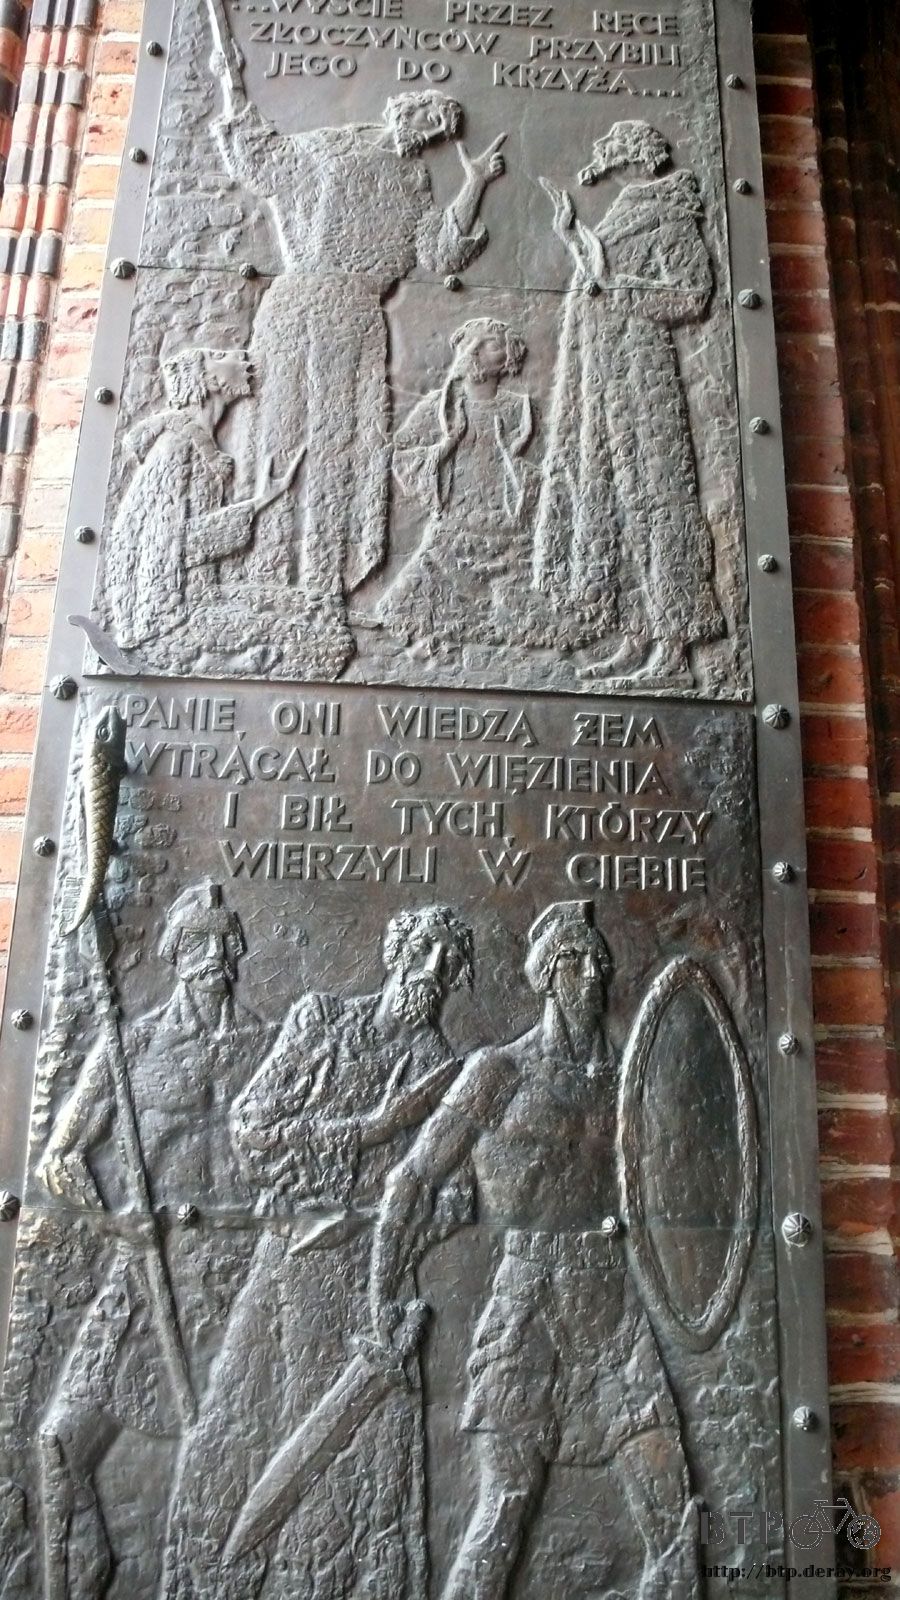 ...WYŚCIE PRZEZ RĘCE
ZŁOCZYŃCÓW PRZYBILI
JEGO DO KRZYŻA....
PANIE, ONI WIEDZĄ ŻEM
WTRĄCAŁ DO WIĘZIENIA
I BIŁ TYCH, KTÓRZY
WIERZYLI W CIEBIE
BTP
http://btp.deray.org